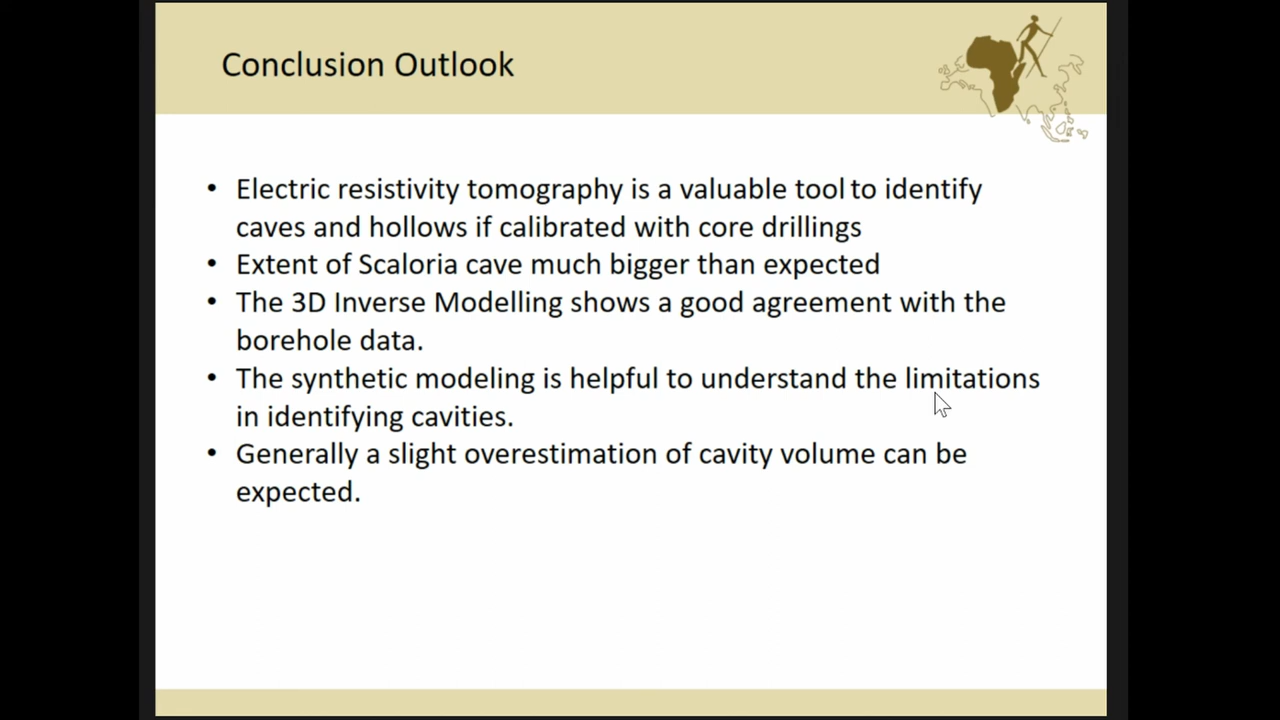 Conclusion Outlook
• Electric resistivity tomography is a valuable tool to identify
caves and hollows if calibrated with core drillings
• Extent of Scaloria cave much bigger than expected
• The 3D Inverse Modelling shows a good agreement with the
borehole data.
• The synthetic modeling is helpful to understand the limitations
in identifying cavities.
• Generally a slight overestimation of cavity volume can be
expected.